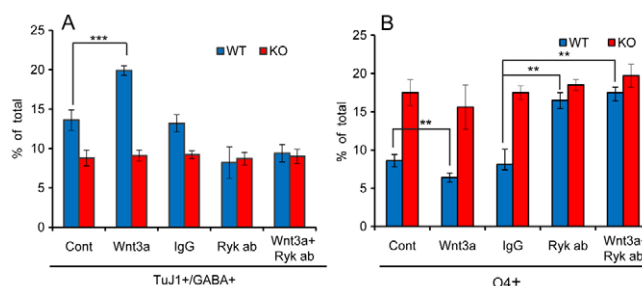 A
***
WT KO
25
20
15
10
5
0
% of total
Cont Wnt3a IgG Ryk ab Wnt3a+
Ryk ab
TuJ1+/GABA+
B
WT KO
**
**
**
25
20
15
10
5
0
% of total
Cont Wnt3a IgG Ryk ab Wnt3a+
Ryk ab
O4+